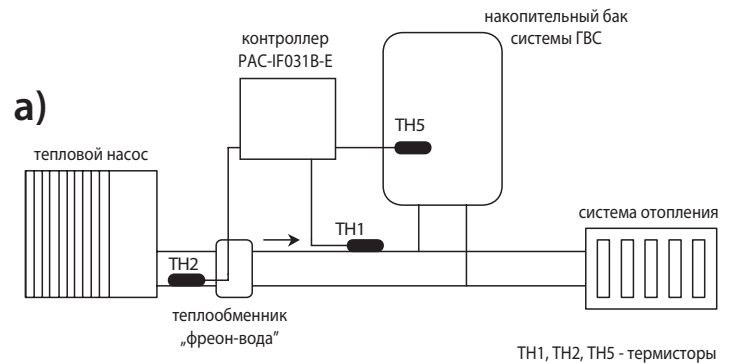 накопительный бак
системы ГВС
контроллер
PAC-IF031B-E
а)
TH5
тепловой насос
система отопления
TH1
TH2
теплообменник
„фреон-вода”
TH1, TH2, TH5 - термисторы